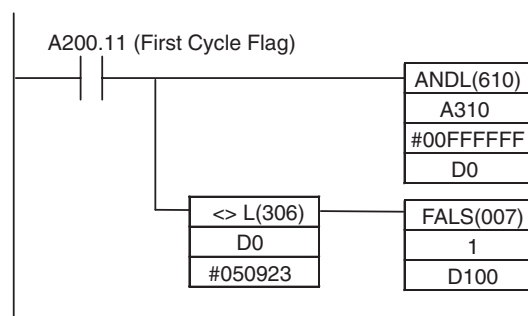 A200.11 (First Cycle Flag)
ANDL(610)
A310
#00FFFFFF
D0
<> L(306)
D0
#050923
FALS(007)
1
D100